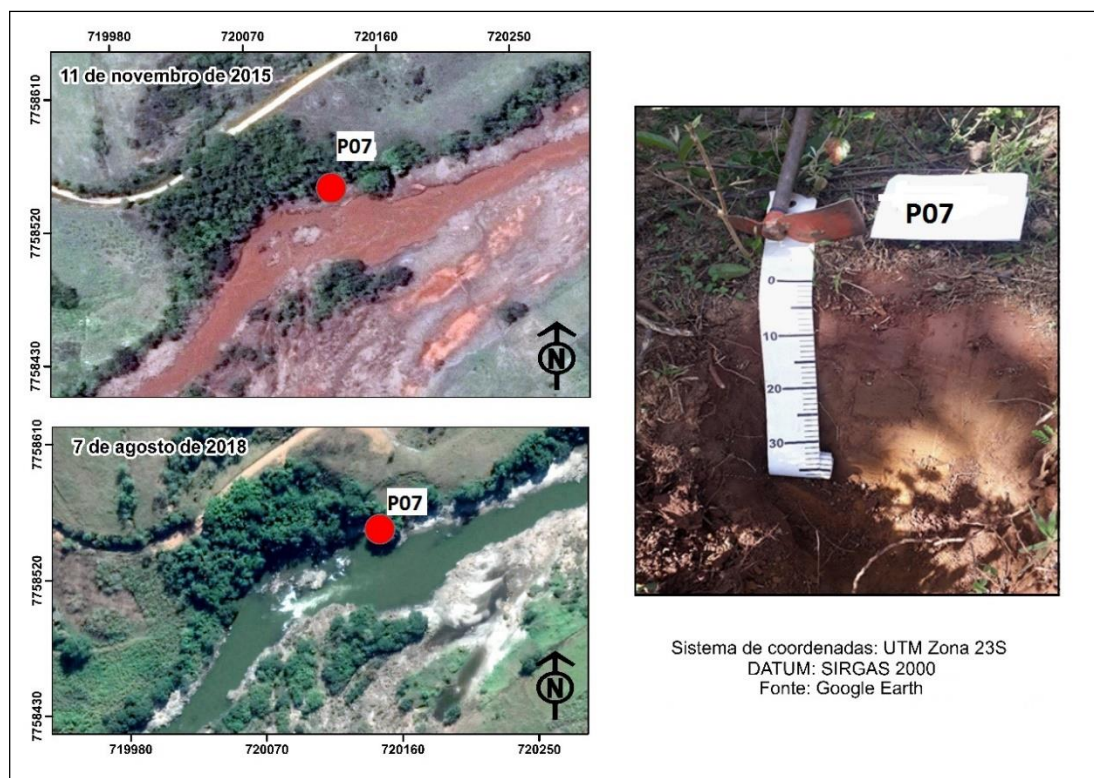 719980 720070 720160 720250
11 de novembro de 2015
7758610
P07
7758520
7758430
N
7 de agosto de 2018
7758610
P07
7758520
7758430
N
719980 720070 720160 720250
P07
0
10
20
30
Sistema de coordenadas: UTM Zona 23S
DATUM: SIRGAS 2000
Fonte: Google Earth